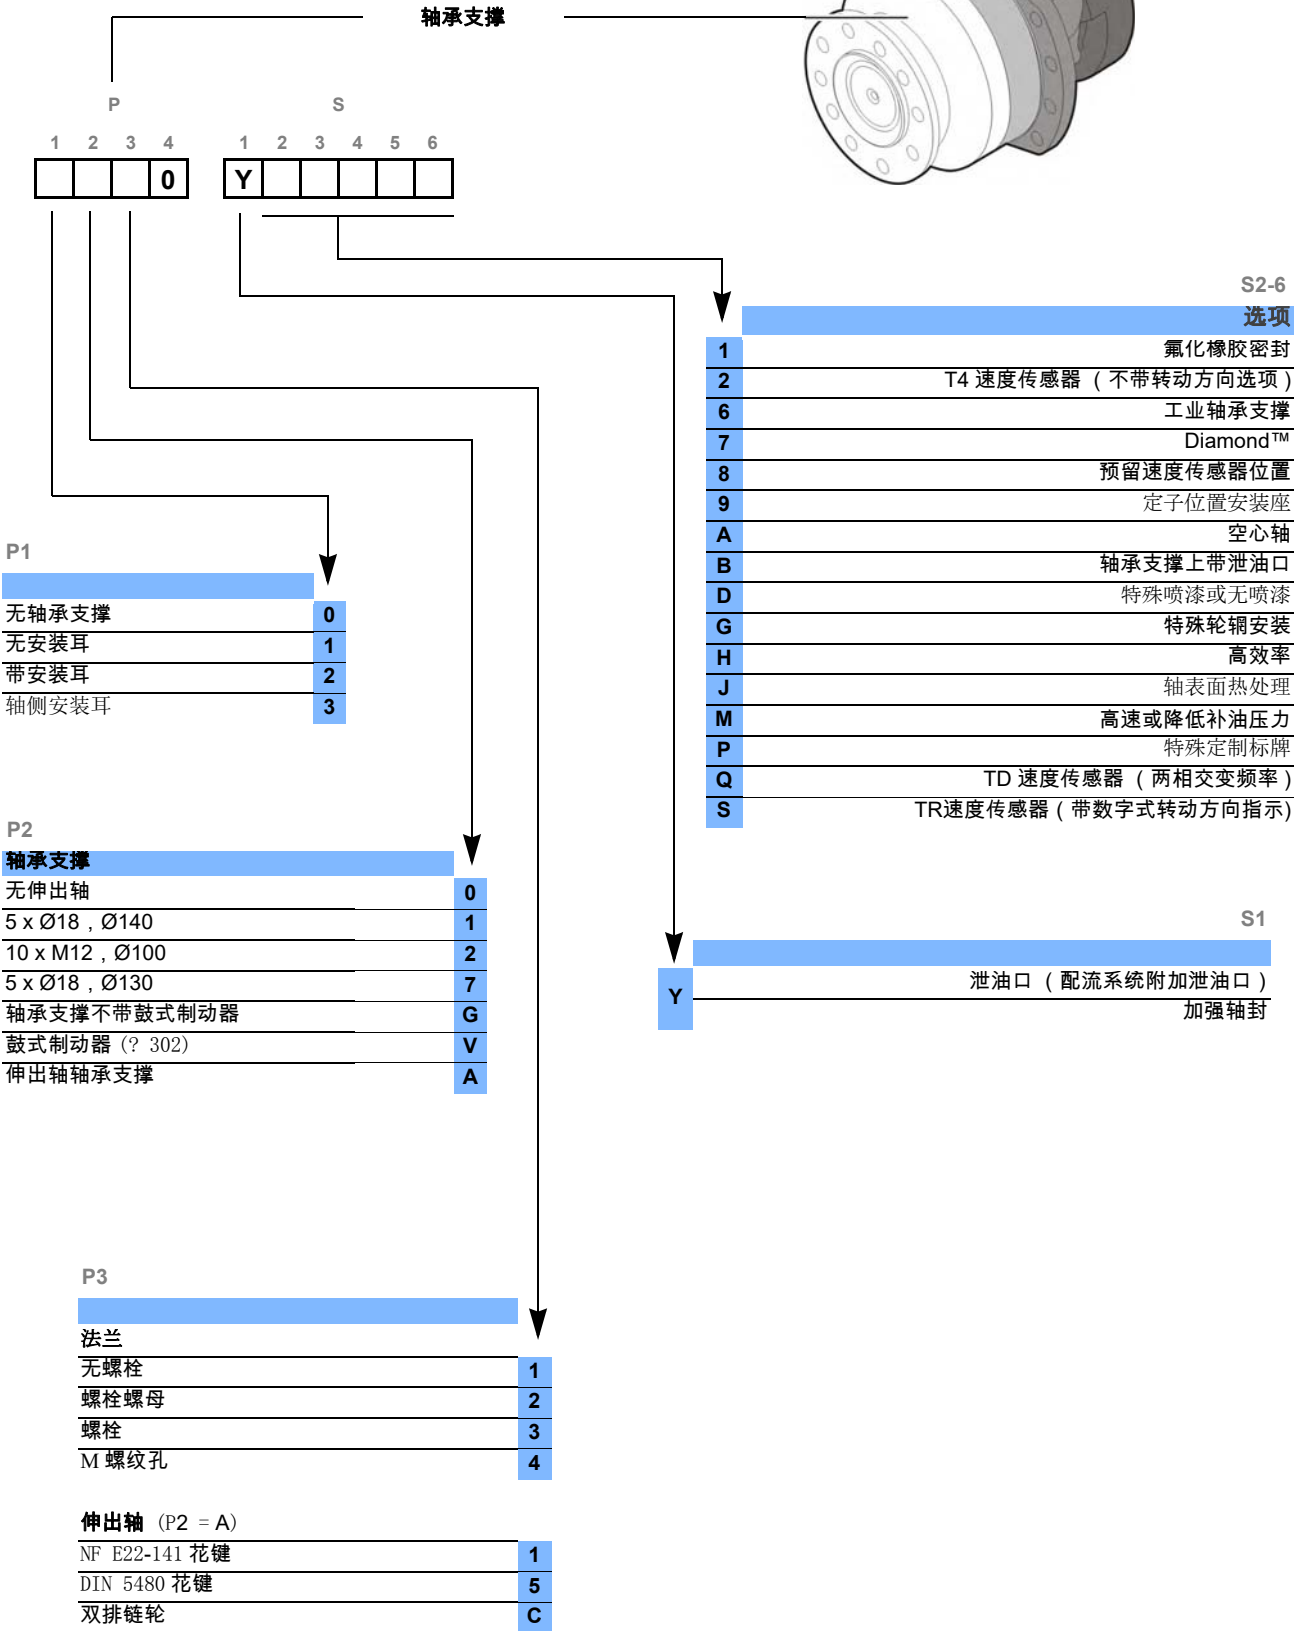 轴承支撑
P S
1 2 3 4 1 2 3 4 5 6
0 Y
S2-6
选项
1 氟化橡胶密封
2 T4 速度传感器 （不带转动方向选项）
6 工业轴承支撑
7 Diamond™
8 预留速度传感器位置
9 定子位置安装座
A 空心轴
B 轴承支撑上带泄油口
D 特殊喷漆或无喷漆
G 特殊轮辋安装
H 高效率
J 轴表面热处理
M 高速或降低补油压力
P 特殊定制标牌
Q TD 速度传感器 （两相交变频率）
S TR速度传感器（带数字式转动方向指示)
P1
无轴承支撑 0
无安装耳 1
带安装耳 2
轴侧安装耳 3
P2
轴承支撑
无伸出轴 0
5 x Ø18，Ø140 1
10 x M12，Ø100 2
5 x Ø18，Ø130 7
轴承支撑不带鼓式制动器 G
鼓式制动器 (? 302) V
伸出轴轴承支撑 A
S1
Y 泄油口 （配流系统附加泄油口）
加强轴封
P3
法兰
无螺栓 1
螺栓螺母 2
螺栓 3
M 螺纹孔 4
伸出轴 (P2 = A)
NF E22-141 花键 1
DIN 5480 花键 5
双排链轮 C